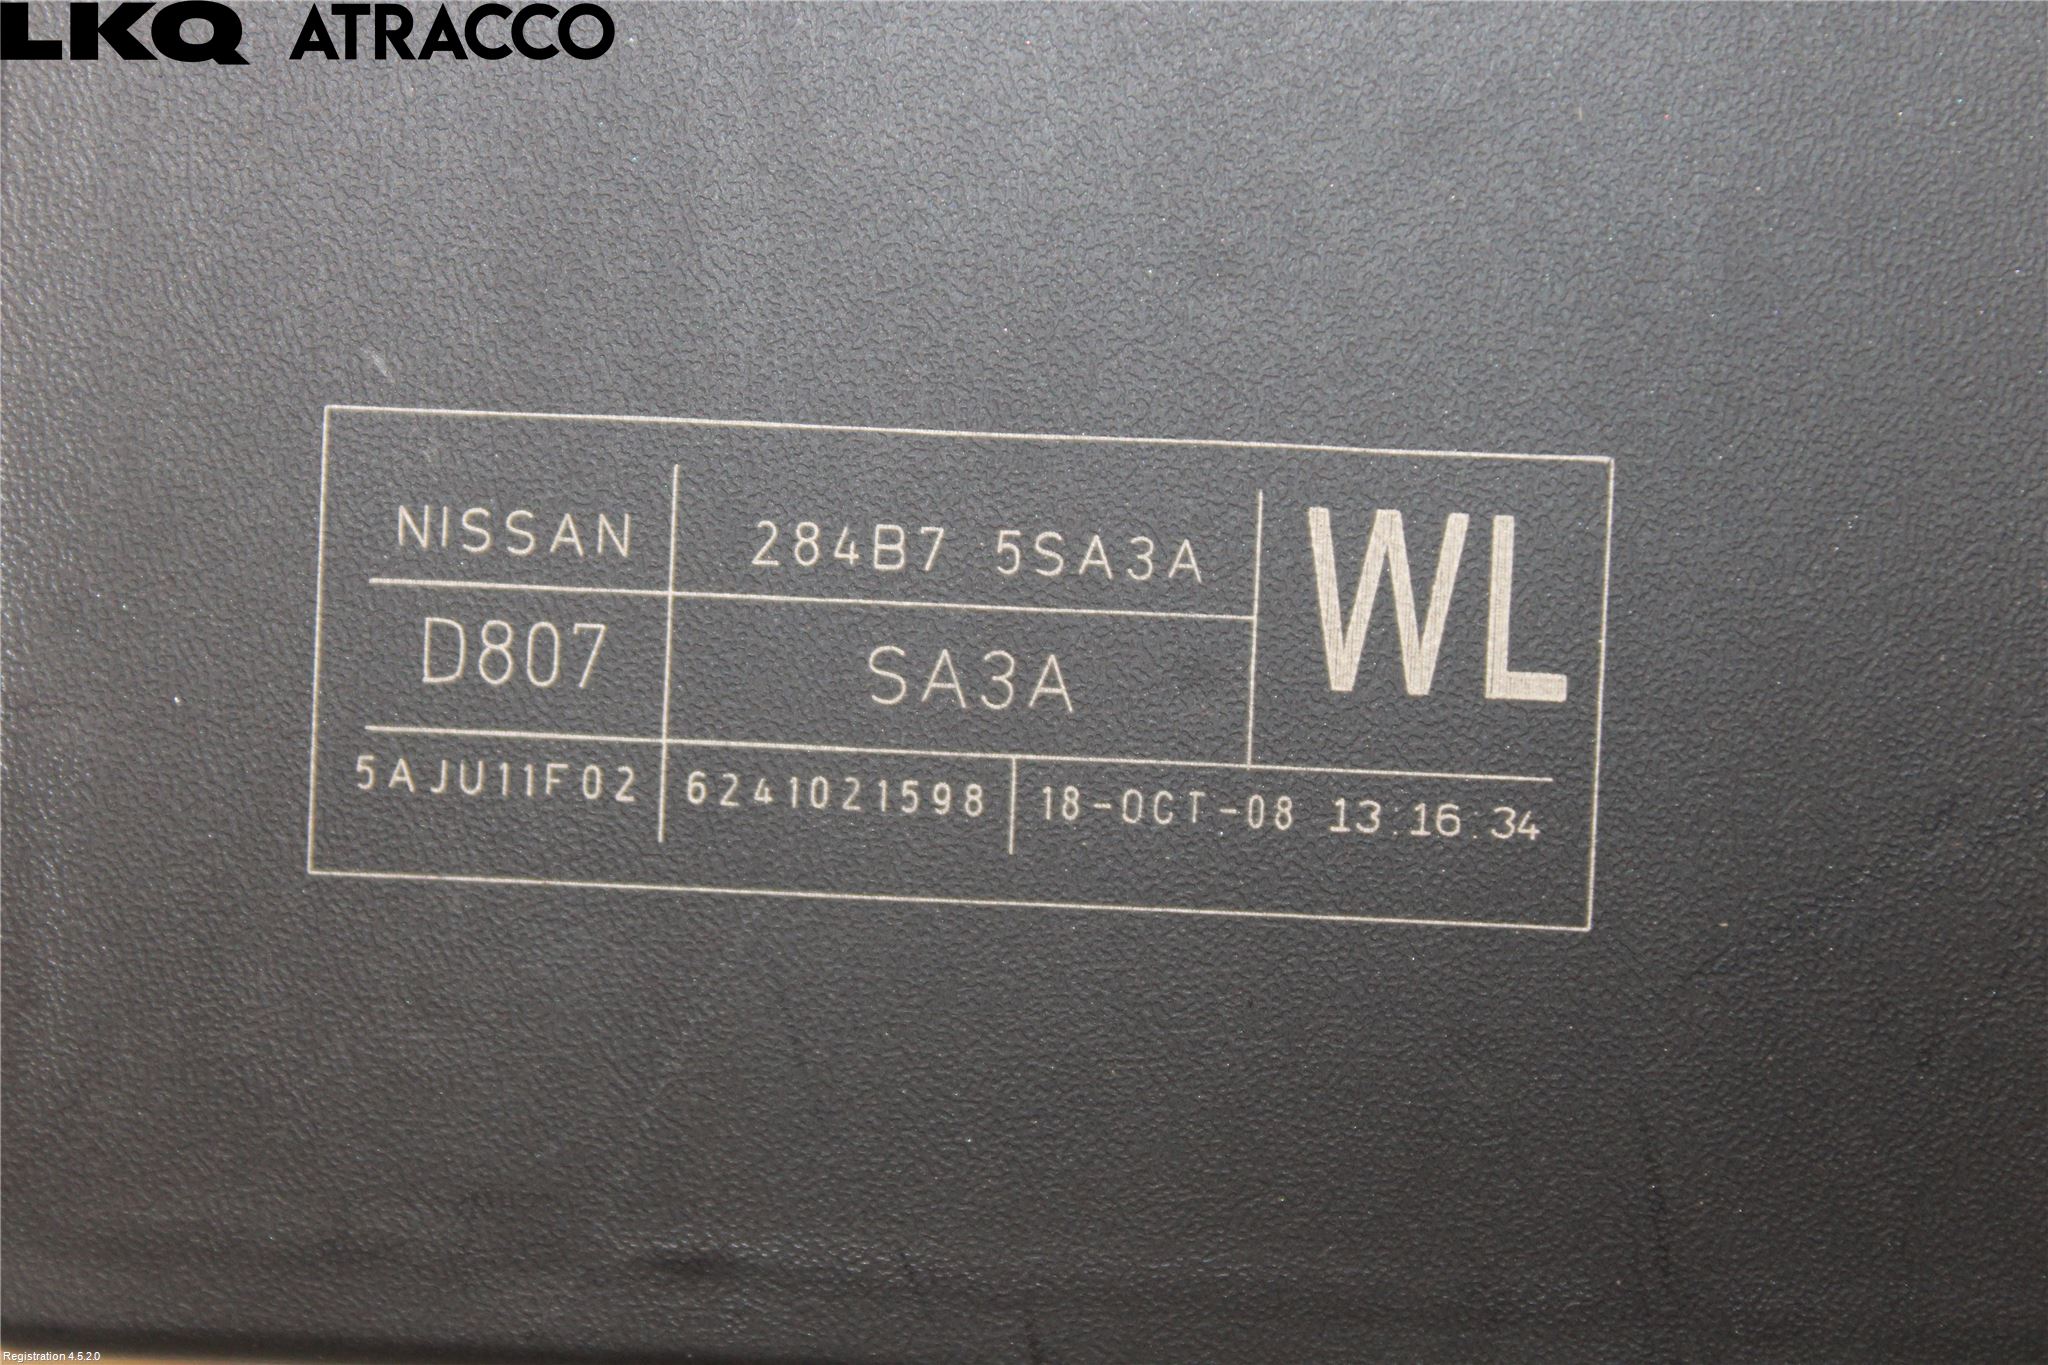 LKQ ATRACCO
NISSAN 284B7 5SA3A WL
D807 SA3A
5AJU11F02 6241021598 18-OCT-08 13:16:34
Registration 4.5.2.0